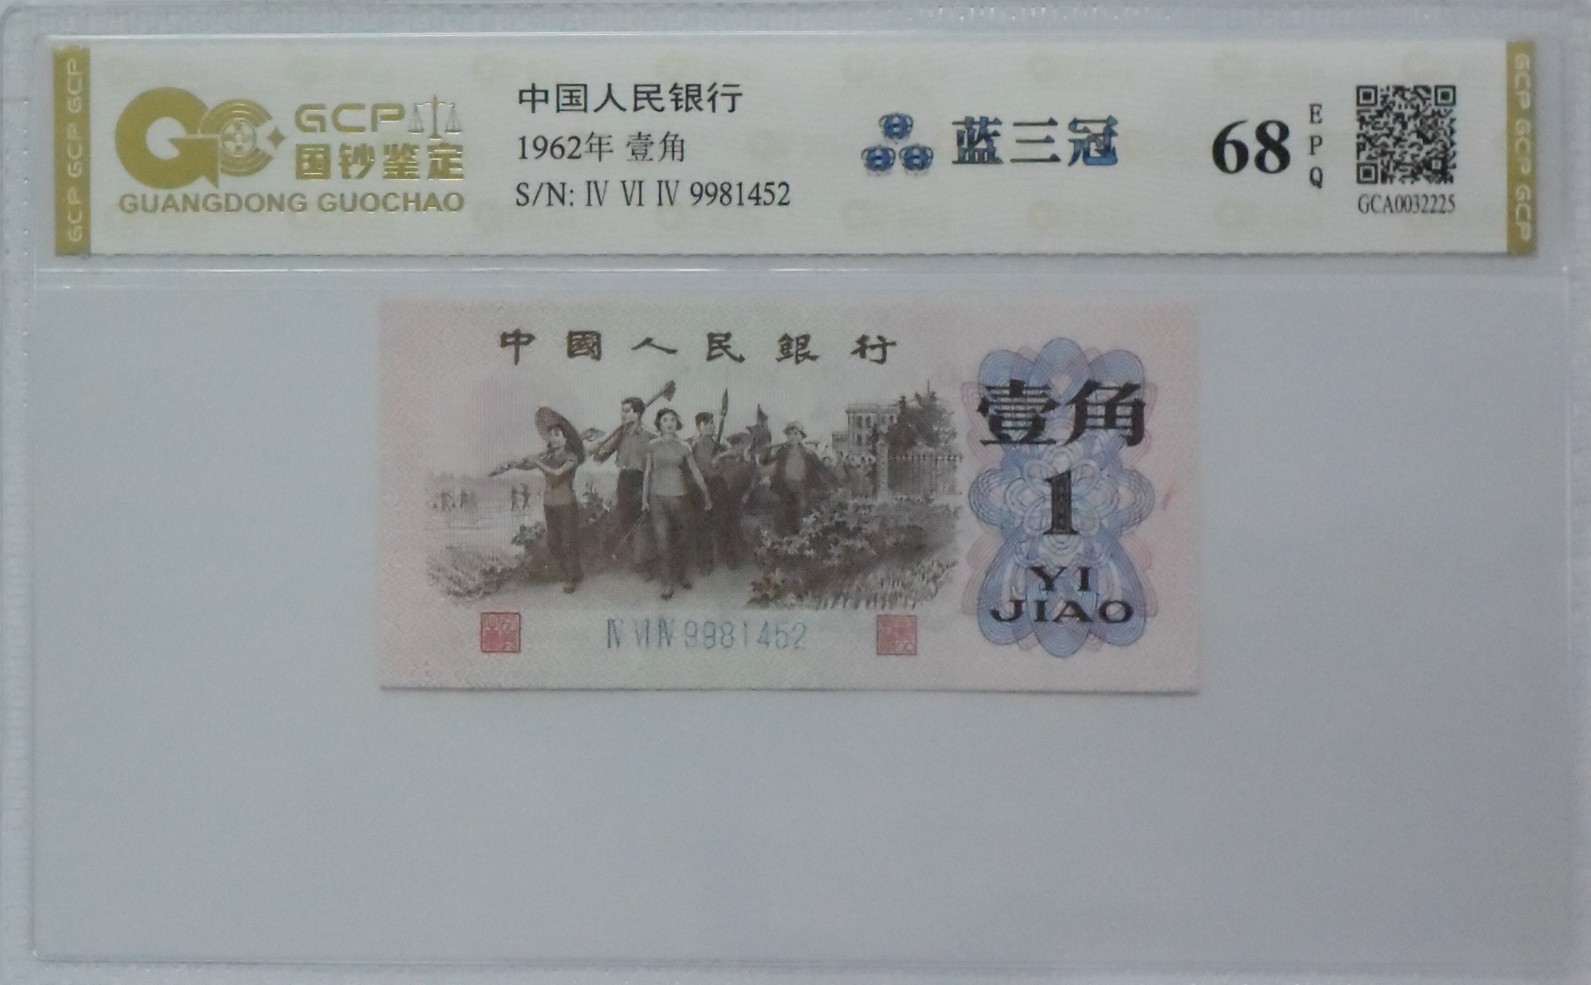 GCP GCP GCP
GCP
国钞鉴定
GUANGDONG GUOCHAO
中国人民银行
1962年 壹角
S/N: Ⅳ Ⅵ Ⅳ 9981452
蓝三冠
68
EPQ
GCA0032225
GCP GCP GCP
中國人民銀行
壹角
1
YI
JIAO
Ⅳ Ⅵ Ⅳ 9981452